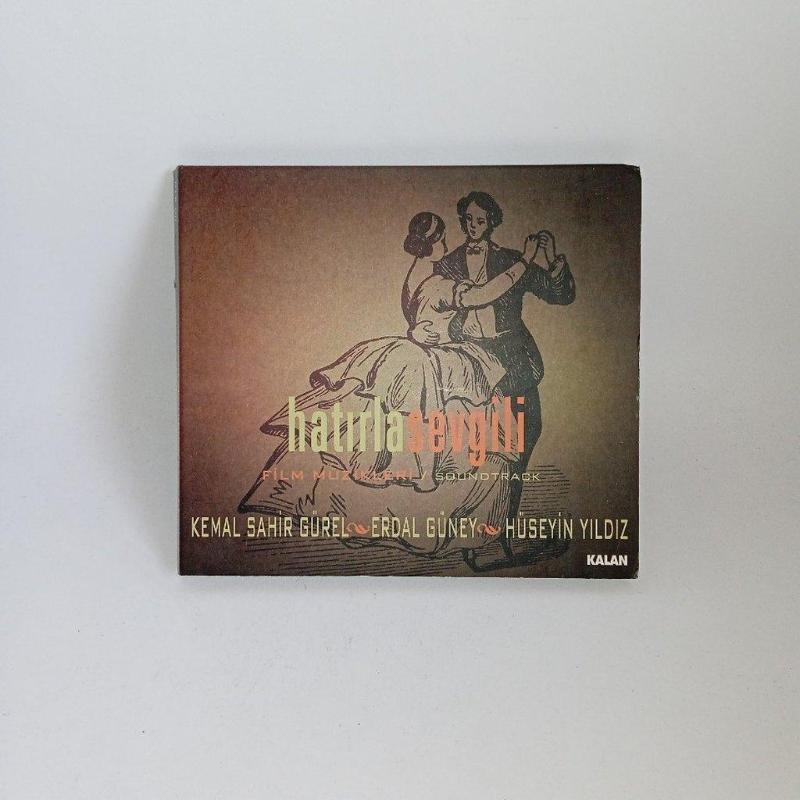 hatırlasevgili
FİLM MÜZİKLERİ / SOUNDTRACK
KEMAL SAHİR GÜREL ~ ERDAL GÜNEY ~ HÜSEYİN YILDIZ
KALAN